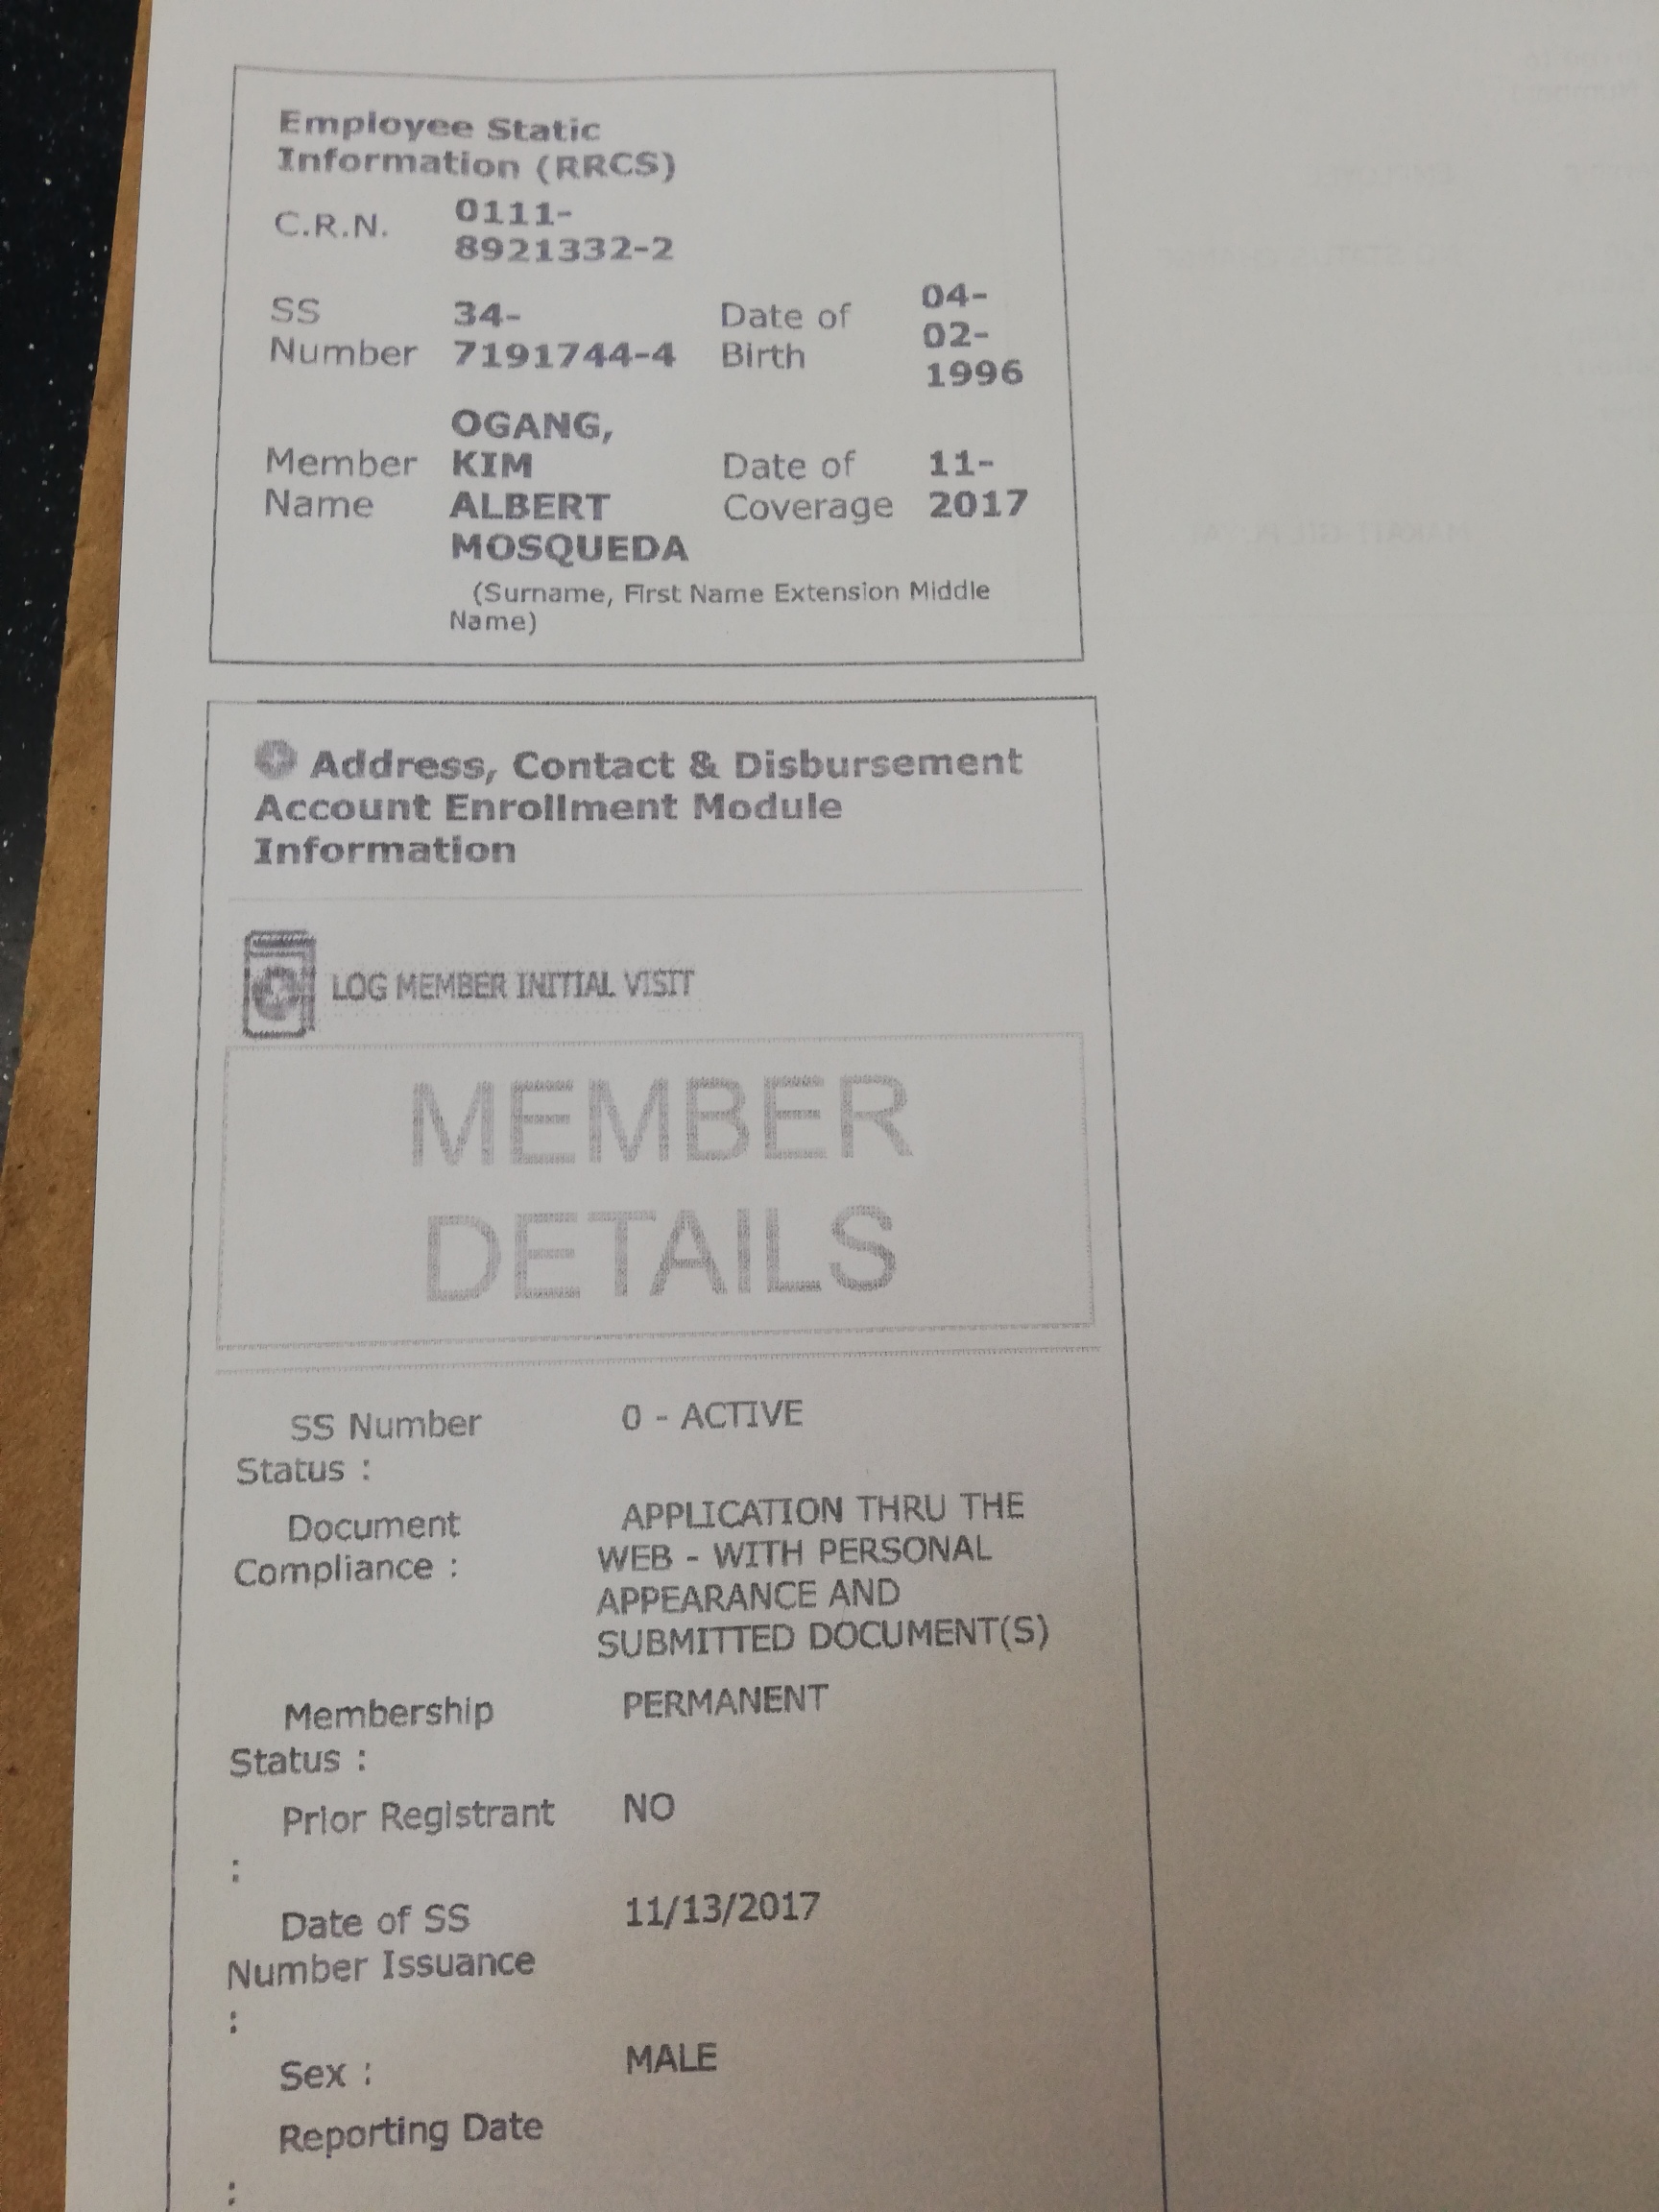 Employee Static
Information (RRCS)
C.R.N. 0111-
8921332-2
SS Number 34-
7191744-4 Date of Birth 04-
02-
1996
Member Name OGANG,
KIM
ALBERT
MOSQUEDA Date of Coverage 11-
2017
(Surname, First Name Extension Middle
Name)
Address, Contact & Disbursement
Account Enrollment Module
Information
LOG MEMBER INITIAL VISIT
MEMBER
DETAILS
SS Number 0 - ACTIVE
Status :
Document APPLICATION THRU THE
Compliance : WEB - WITH PERSONAL
APPEARANCE AND
SUBMITTED DOCUMENT(S)
Membership PERMANENT
Status :
Prior Registrant NO
:
Date of SS 11/13/2017
Number Issuance
:
Sex : MALE
Reporting Date
: